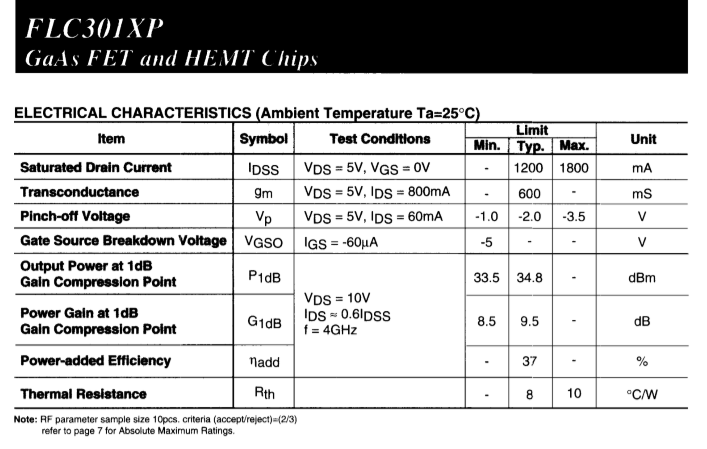 FLC301XP
GaAs FET and HEMT Chips
ELECTRICAL CHARACTERISTICS (Ambient Temperature Ta=25°C)
Item Symbol Test Conditions Limit Unit
Min. Typ. Max.
Saturated Drain Current IDSS VDS = 5V, VGS = 0V - 1200 1800 mA
Transconductance gm VDS = 5V, IDS = 800mA - 600 - mS
Pinch-off Voltage Vp VDS = 5V, IDS = 60mA -1.0 -2.0 -3.5 V
Gate Source Breakdown Voltage VGSO IGS = -60µA -5 - - V
Output Power at 1dB
Gain Compression Point P1dB 33.5 34.8 - dBm
VDS = 10V
IDS ≈ 0.6IDSS
f = 4GHz
Power Gain at 1dB
Gain Compression Point G1dB 8.5 9.5 - dB
Power-added Efficiency ηadd - 37 - %
Thermal Resistance Rth - 8 10 °C/W
Note: RF parameter sample size 10pcs. criteria (accept/reject)=(2/3)
refer to page 7 for Absolute Maximum Ratings.